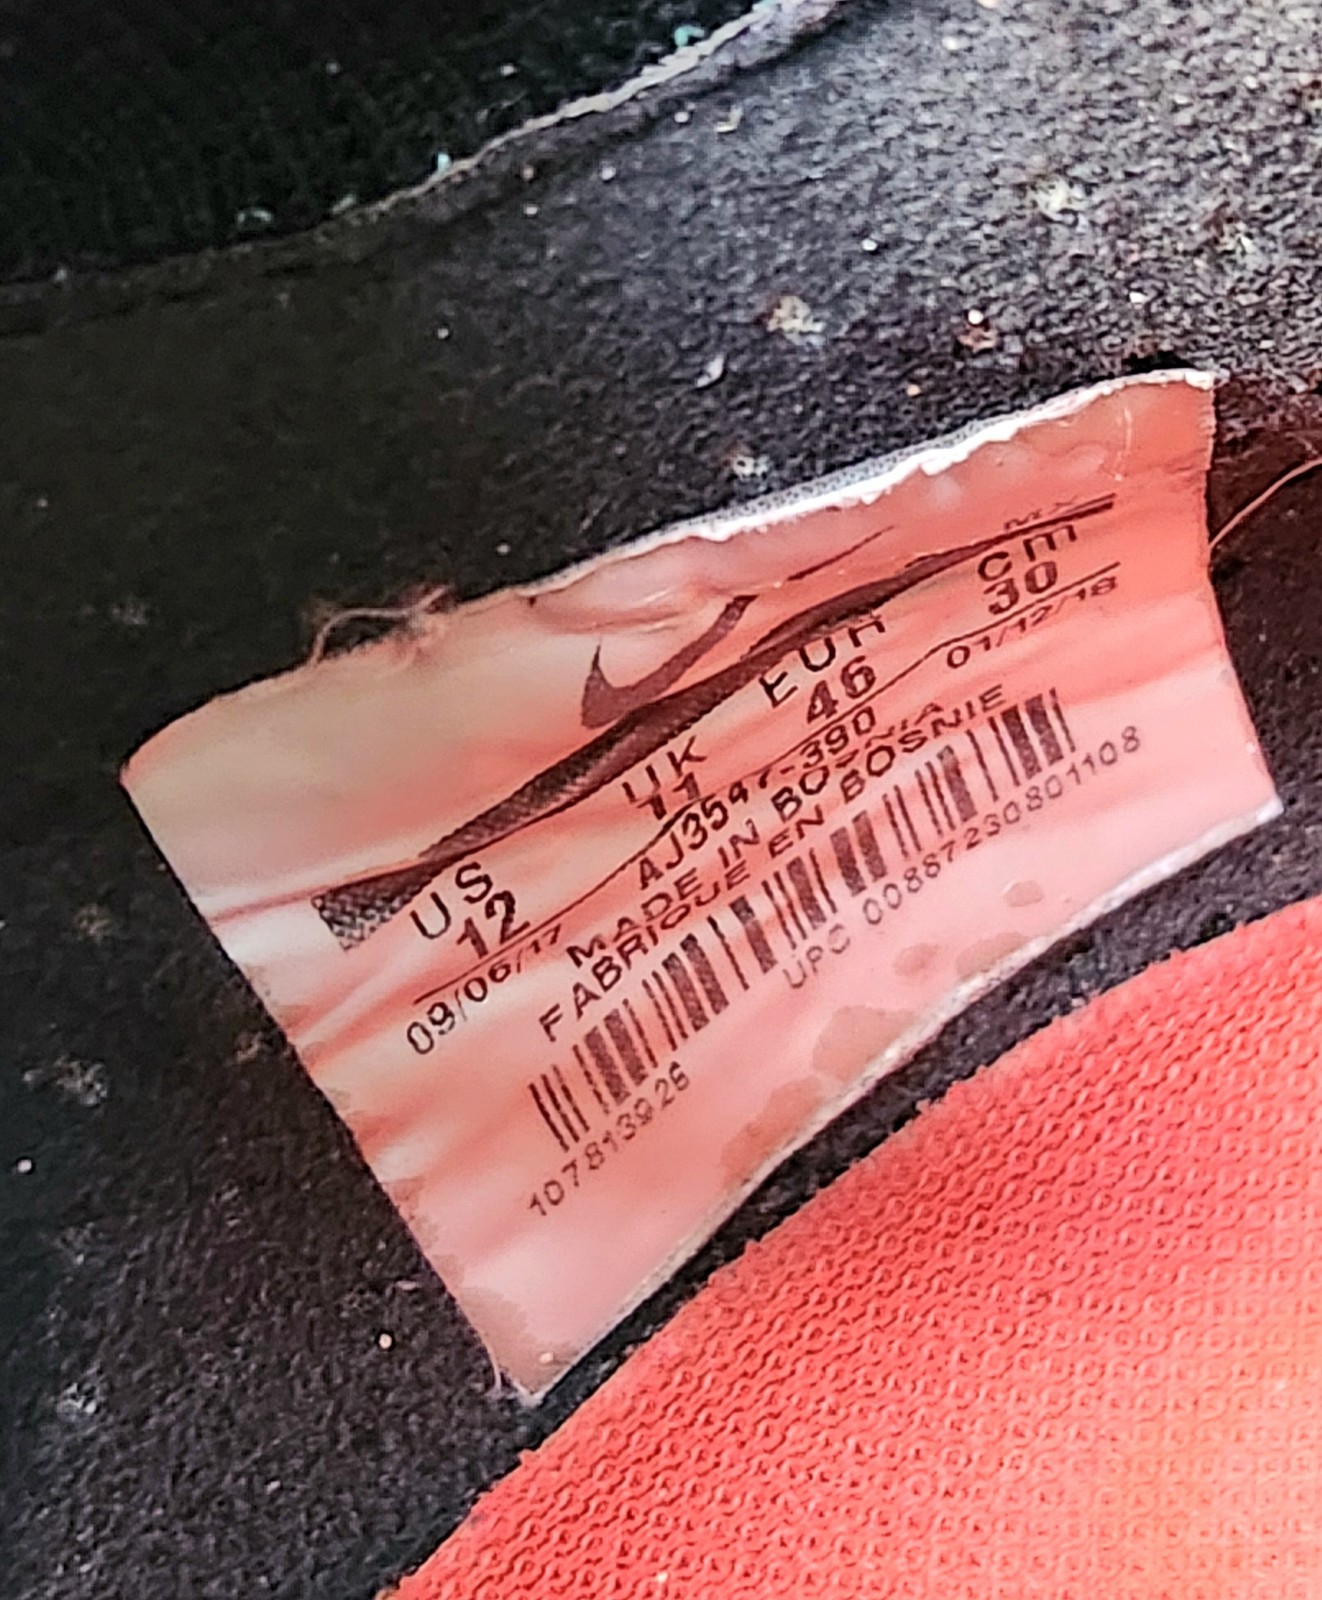 US UK EUR cm
12 11 46 30
09/06/17 AJ3547-390 01/12/18
MADE IN BOSNIA
FABRIQUE EN BOSNIE
UPC 00887230801108
107813926